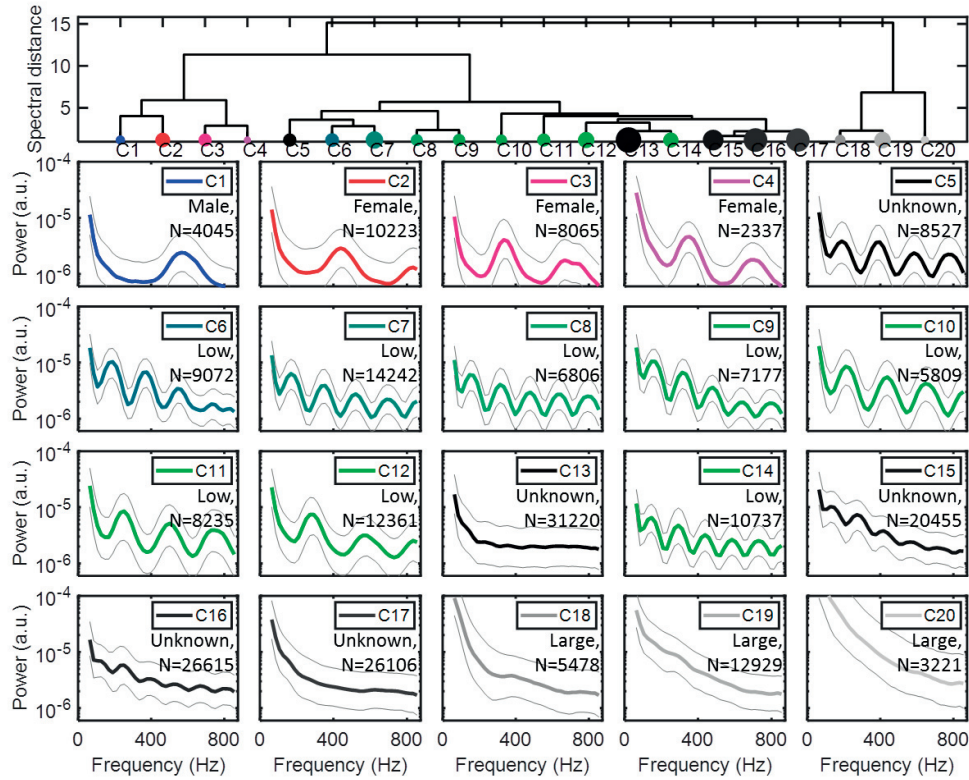 15
10
5
Spectral distance
C1 C2 C3 C4 C5 C6 C7 C8 C9 C10 C11 C12 C13 C14 C15 C16 C17 C18 C19 C20
Power (a.u.)
10-5
10-6
C1
Male,
N=4045
C2
Female,
N=10223
C3
Female,
N=8065
C4
Female,
N=2337
C5
Unknown,
N=8527
Power (a.u.)
10-4
10-5
10-6
C6
Low,
N=9072
C7
Low,
N=14242
C8
Low,
N=6806
C9
Low,
N=7177
C10
Low,
N=5809
Power (a.u.)
10-4
10-5
10-6
C11
Low,
N=8235
C12
Low,
N=12361
C13
Unknown,
N=31220
C14
Low,
N=10737
C15
Unknown,
N=20455
Power (a.u.)
10-4
10-5
10-6
C16
Unknown,
N=26615
C17
Unknown,
N=26106
C18
Large,
N=5478
C19
Large,
N=12929
C20
Large,
N=3221
0 400 800 0 400 800 0 400 800 0 400 800 0 400 800
Frequency (Hz) Frequency (Hz) Frequency (Hz) Frequency (Hz) Frequency (Hz)